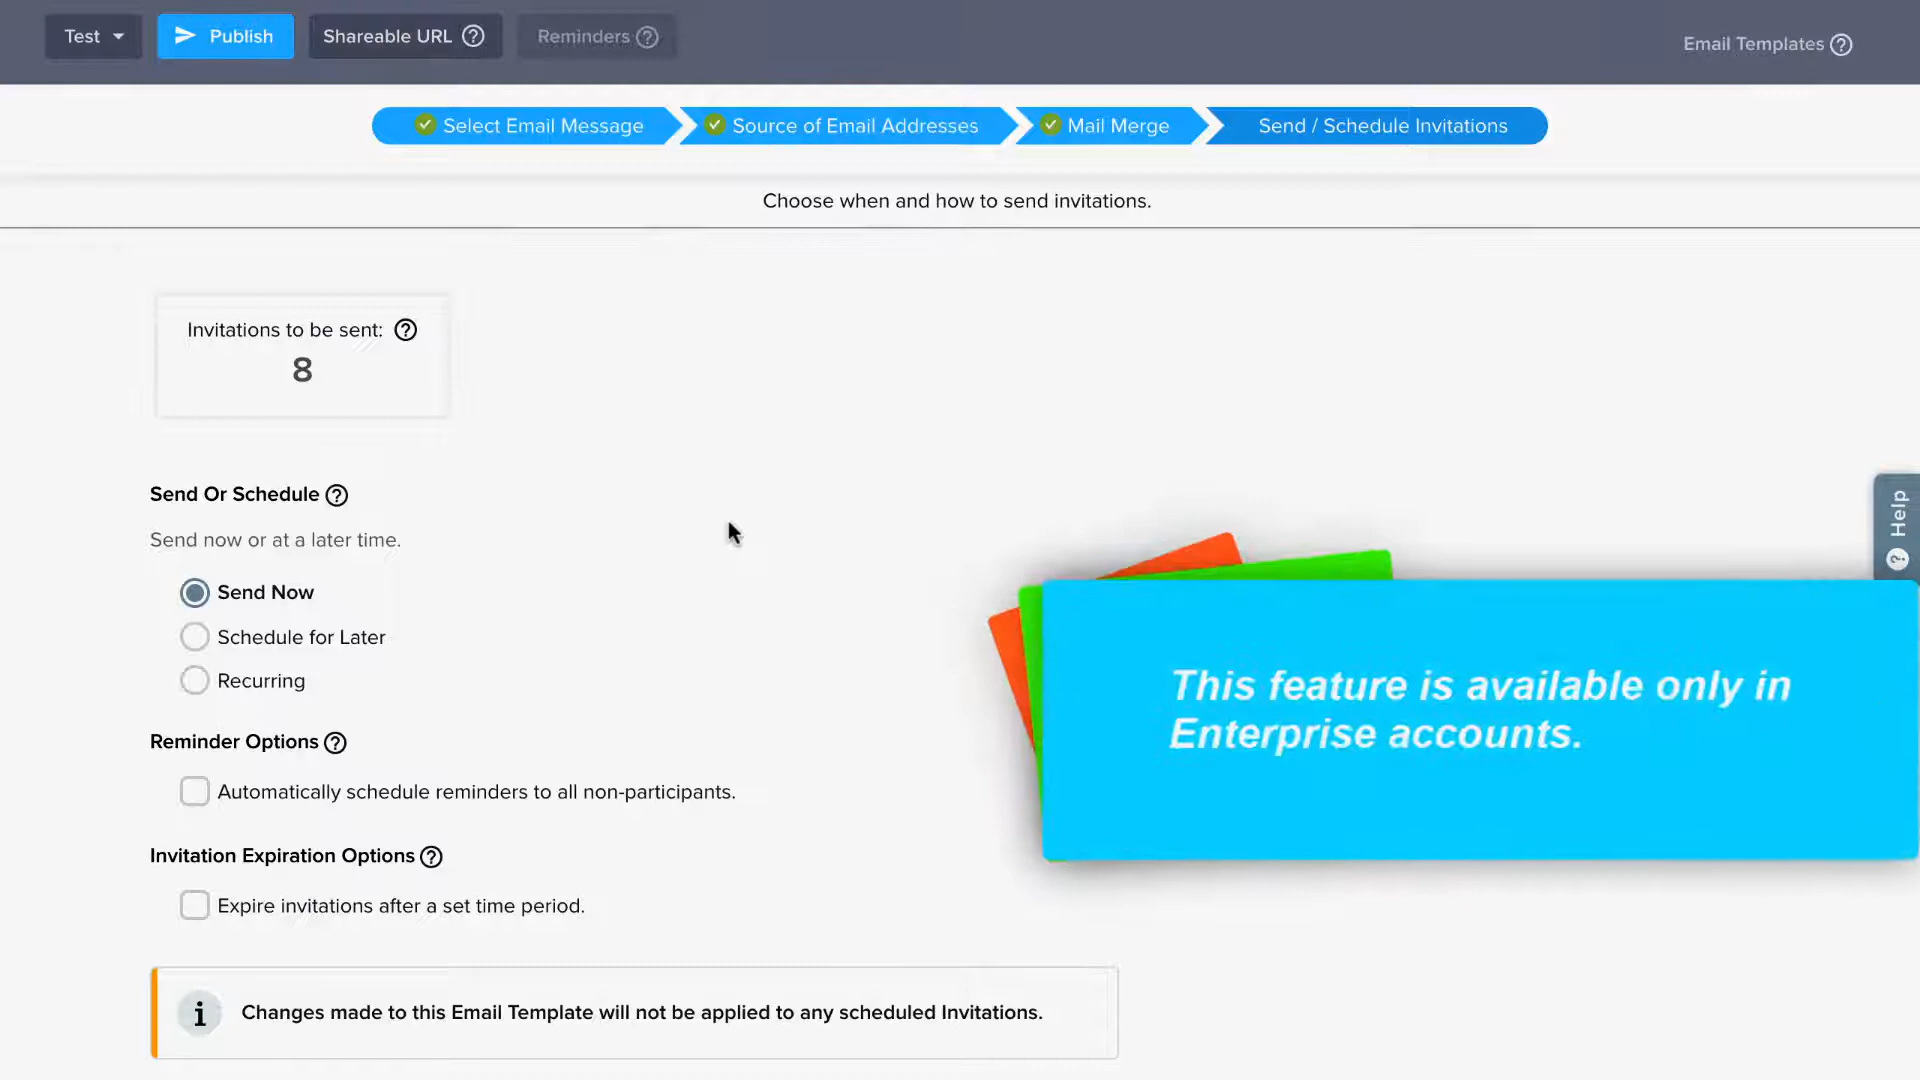 Test
Publish
Shareable URL
Reminders
Email Templates
Select Email Message
Source of Email Addresses
Mail Merge
Send / Schedule Invitations
Choose when and how to send invitations.
Invitations to be sent:
8
Send Or Schedule
Send now or at a later time.
Send Now
Schedule for Later
Recurring
Reminder Options
Automatically schedule reminders to all non-participants.
Invitation Expiration Options
Expire invitations after a set time period.
Changes made to this Email Template will not be applied to any scheduled Invitations.
Help
This feature is available only in
Enterprise accounts.